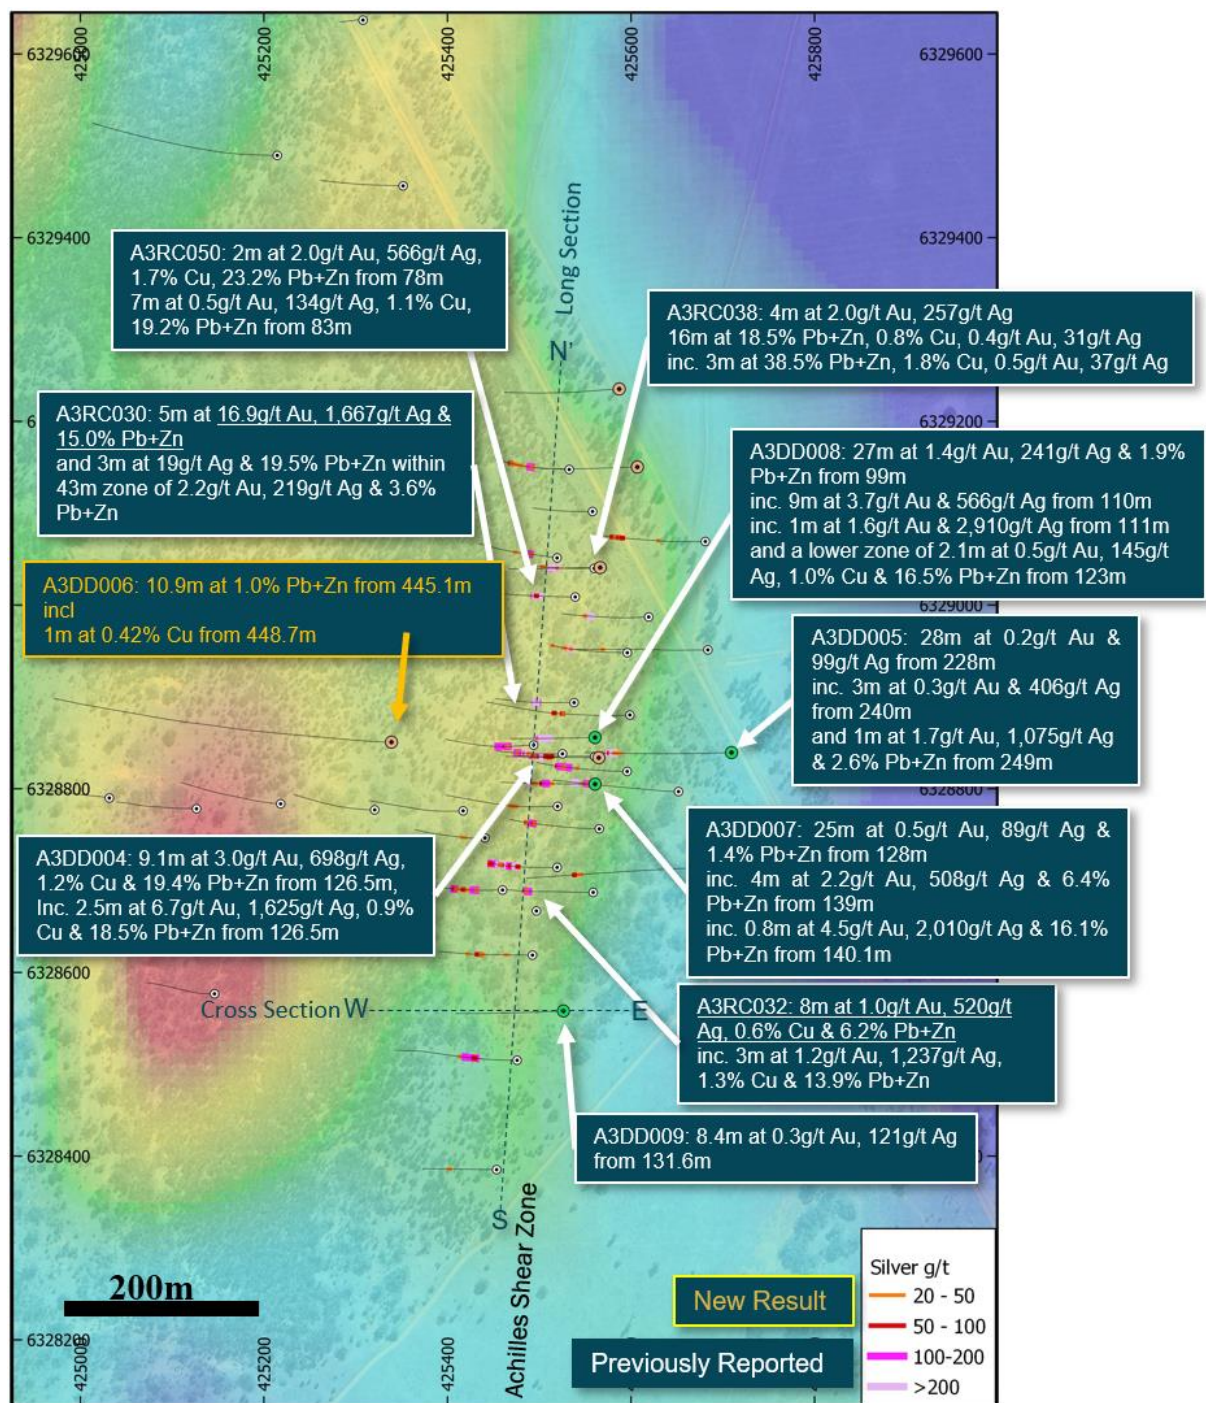 425000
425200
425400
425600
425800
6329600
6329600
6329400
6329400
Long Section
N'
A3RC050: 2m at 2.0g/t Au, 566g/t Ag,
1.7% Cu, 23.2% Pb+Zn from 78m
7m at 0.5g/t Au, 134g/t Ag, 1.1% Cu,
19.2% Pb+Zn from 83m
A3RC038: 4m at 2.0g/t Au, 257g/t Ag
16m at 18.5% Pb+Zn, 0.8% Cu, 0.4g/t Au, 31g/t Ag
inc. 3m at 38.5% Pb+Zn, 1.8% Cu, 0.5g/t Au, 37g/t Ag
6329200
A3RC030: 5m at 16.9g/t Au, 1,667g/t Ag &
15.0% Pb+Zn
and 3m at 19g/t Ag & 19.5% Pb+Zn within
43m zone of 2.2g/t Au, 219g/t Ag & 3.6%
Pb+Zn
A3DD008: 27m at 1.4g/t Au, 241g/t Ag & 1.9%
Pb+Zn from 99m
inc. 9m at 3.7g/t Au & 566g/t Ag from 110m
inc. 1m at 1.6g/t Au & 2,910g/t Ag from 111m
and a lower zone of 2.1m at 0.5g/t Au, 145g/t
Ag, 1.0% Cu & 16.5% Pb+Zn from 123m
A3DD006: 10.9m at 1.0% Pb+Zn from 445.1m
incl
1m at 0.42% Cu from 448.7m
6329000
A3DD005: 28m at 0.2g/t Au &
99g/t Ag from 228m
inc. 3m at 0.3g/t Au & 406g/t Ag
from 240m
and 1m at 1.7g/t Au, 1,075g/t Ag
& 2.6% Pb+Zn from 249m
6328800
6328800
A3DD007: 25m at 0.5g/t Au, 89g/t Ag &
1.4% Pb+Zn from 128m
inc. 4m at 2.2g/t Au, 508g/t Ag & 6.4%
Pb+Zn from 139m
inc. 0.8m at 4.5g/t Au, 2,010g/t Ag & 16.1%
Pb+Zn from 140.1m
A3DD004: 9.1m at 3.0g/t Au, 698g/t Ag,
1.2% Cu & 19.4% Pb+Zn from 126.5m,
Inc. 2.5m at 6.7g/t Au, 1,625g/t Ag, 0.9%
Cu & 18.5% Pb+Zn from 126.5m
6328600
Cross Section W
E
A3RC032: 8m at 1.0g/t Au, 520g/t
Ag, 0.6% Cu & 6.2% Pb+Zn
inc. 3m at 1.2g/t Au, 1,237g/t Ag,
1.3% Cu & 13.9% Pb+Zn
A3DD009: 8.4m at 0.3g/t Au, 121g/t Ag
from 131.6m
6328400
S
Achilles Shear Zone
200m
6328200
New Result
Previously Reported
Silver g/t
20 - 50
50 - 100
100-200
>200
425000
425200
425400